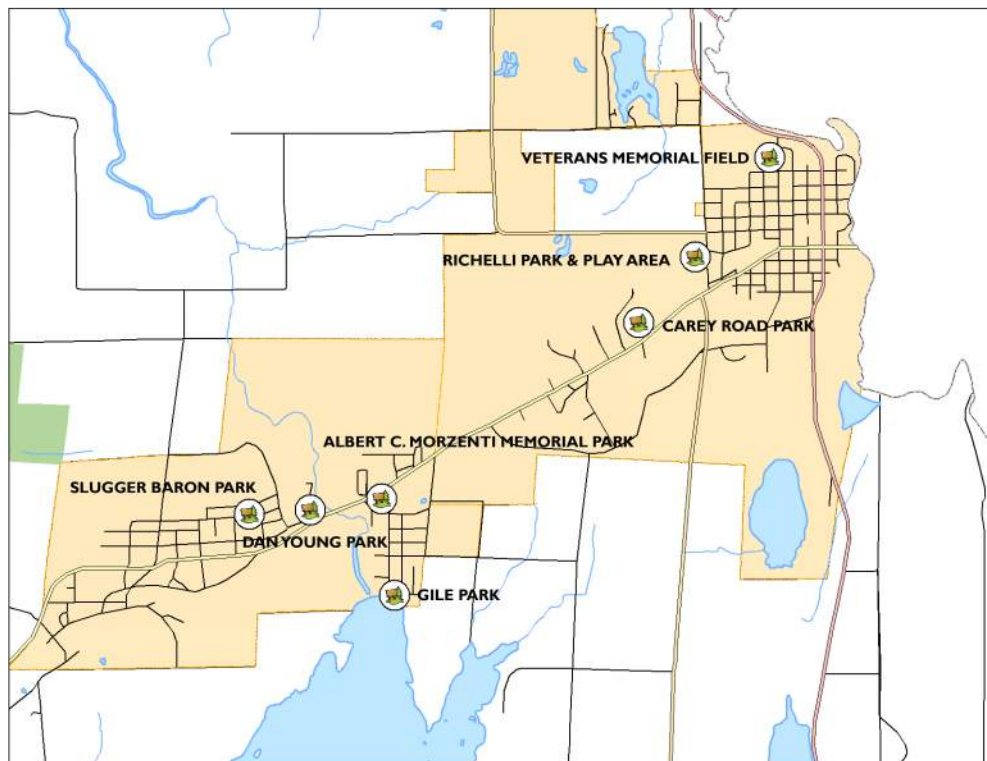 VETERANS MEMORIAL FIELD
RICHELLI PARK & PLAY AREA
CAREY ROAD PARK
ALBERT C. MORZENTI MEMORIAL PARK
SLUGGER BARON PARK
DAN YOUNG PARK
GILE PARK